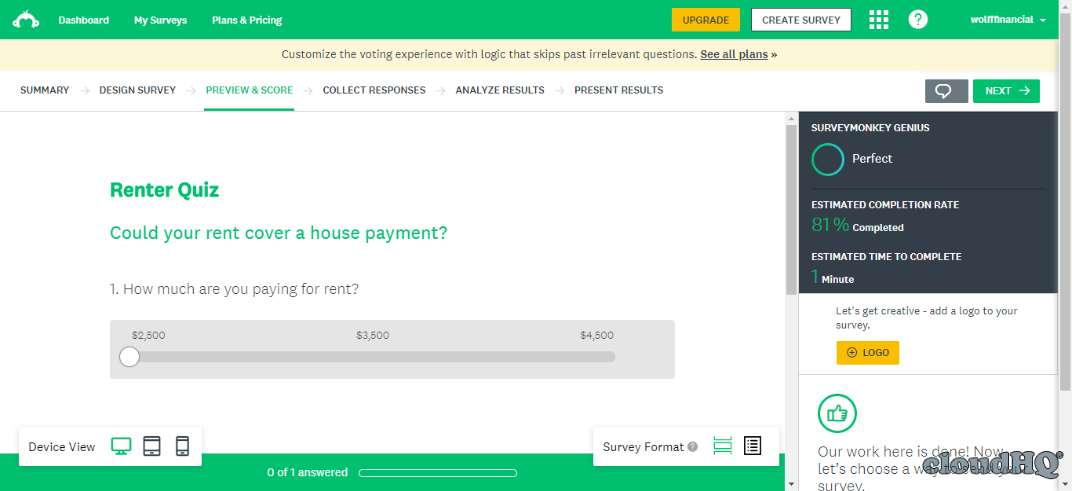 Dashboard My Surveys Plans & Pricing UPGRADE CREATE SURVEY ? wolfffinancial
Customize the voting experience with logic that skips past irrelevant questions. See all plans »
SUMMARY DESIGN SURVEY PREVIEW & SCORE COLLECT RESPONSES ANALYZE RESULTS PRESENT RESULTS NEXT
Renter Quiz
Could your rent cover a house payment?
1. How much are you paying for rent?
$2,500 $3,500 $4,500
Device View
Survey Format ?
0 of 1 answered
SURVEYMONKEY GENIUS
Perfect
ESTIMATED COMPLETION RATE
81% Completed
ESTIMATED TIME TO COMPLETE
1 Minute
Let's get creative - add a logo to your
survey.
LOGO
Our work here is done! Now
let's choose a way to send your
survey.
cloudHQ